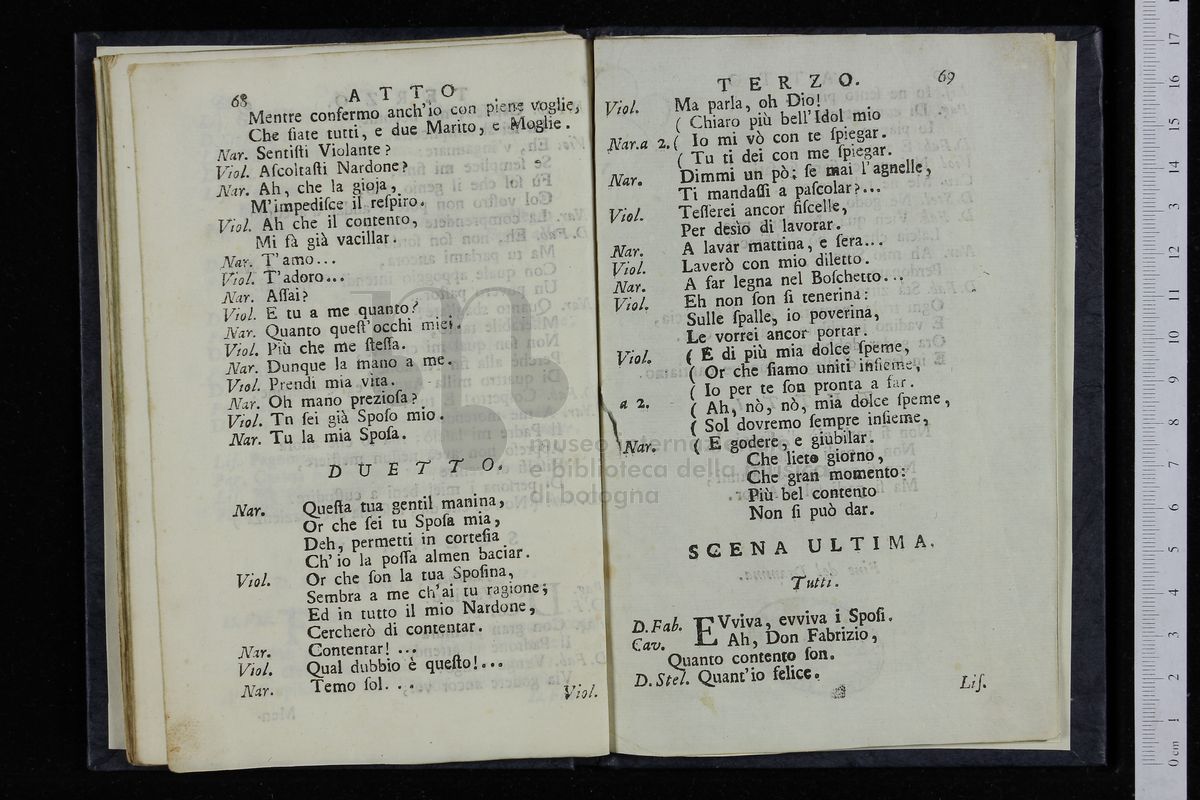 68 ATTO
Mentre confermo anch'io con piene voglie,
Che ſiate tutti, e due Marito, e Moglie.
Nar. Sentiſti Violante?
Viol. Aſcoltaſti Nardone?
Nar. Ah, che la gioja,
M'impediſce il reſpiro.
Viol. Ah che il contento,
Mi fà già vacillar.
Nar. T'amo...
Viol. T'adoro...
Nar. Aſſai?
Viol. E tu a me quanto?
Nar. Quanto queſt'occhi miei.
Viol. Più che me ſteſſa.
Nar. Dunque la mano a me.
Viol. Prendi mia vita.
Nar. Oh mano prezioſa?
Viol. Tn ſei già Spoſo mio.
Nar. Tu la mia Spoſa.
DUETTO.
Nar. Queſta tua gentil manina,
Or che ſei tu Spoſa mia,
Deh, permetti in corteſia
Ch'io la poſſa almen baciar.
Viol. Or che ſon la tua Spoſina,
Sembra a me ch'ai tu ragione;
Ed in tutto il mio Nardone,
Cercherò di contentar.
Nar. Contentar! ...
Viol. Qual dubbio è queſto!...
Nar. Temo ſol. . .
Viol.
TERZO. 69
Viol. Ma parla, oh Dio!
( Chiaro più bell'Idol mio
Nar.a 2. ( Io mi vò con te ſpiegar.
( Tu ti dei con me ſpiegar.
Nar. Dimmi un pò: ſe mai l'agnelle,
Ti mandaſſi a paſcolar?...
Viol. Teſſerei ancor fiſcelle,
Per desìo di lavorar.
Nar. A lavar mattina, e ſera...
Viol. Laverò con mio diletto.
Nar. A far legna nel Boſchetto...
Viol. Eh non ſon ſi tenerina:
Sulle ſpalle, io poverina,
Le vorrei ancor portar.
Viol. ( E di più mia dolce ſpeme,
( Or che ſiamo uniti inſieme,
( Io per te ſon pronta a far.
a 2. ( Ah, nò, nò, mia dolce ſpeme,
( Sol dovremo ſempre inſieme,
Nar. ( E godere, e giubilar.
Che lieto giorno,
Che gran momento:
Più bel contento
Non ſi può dar.
SCENA ULTIMA.
Tutti.
D.Fab. EVviva, evviva i Spoſi.
Cav. Ah, Don Fabrizio,
Quanto contento ſon.
D.Stel. Quant'io felice.
Liſ.
museo internazionale
e biblioteca della musica
di bologna